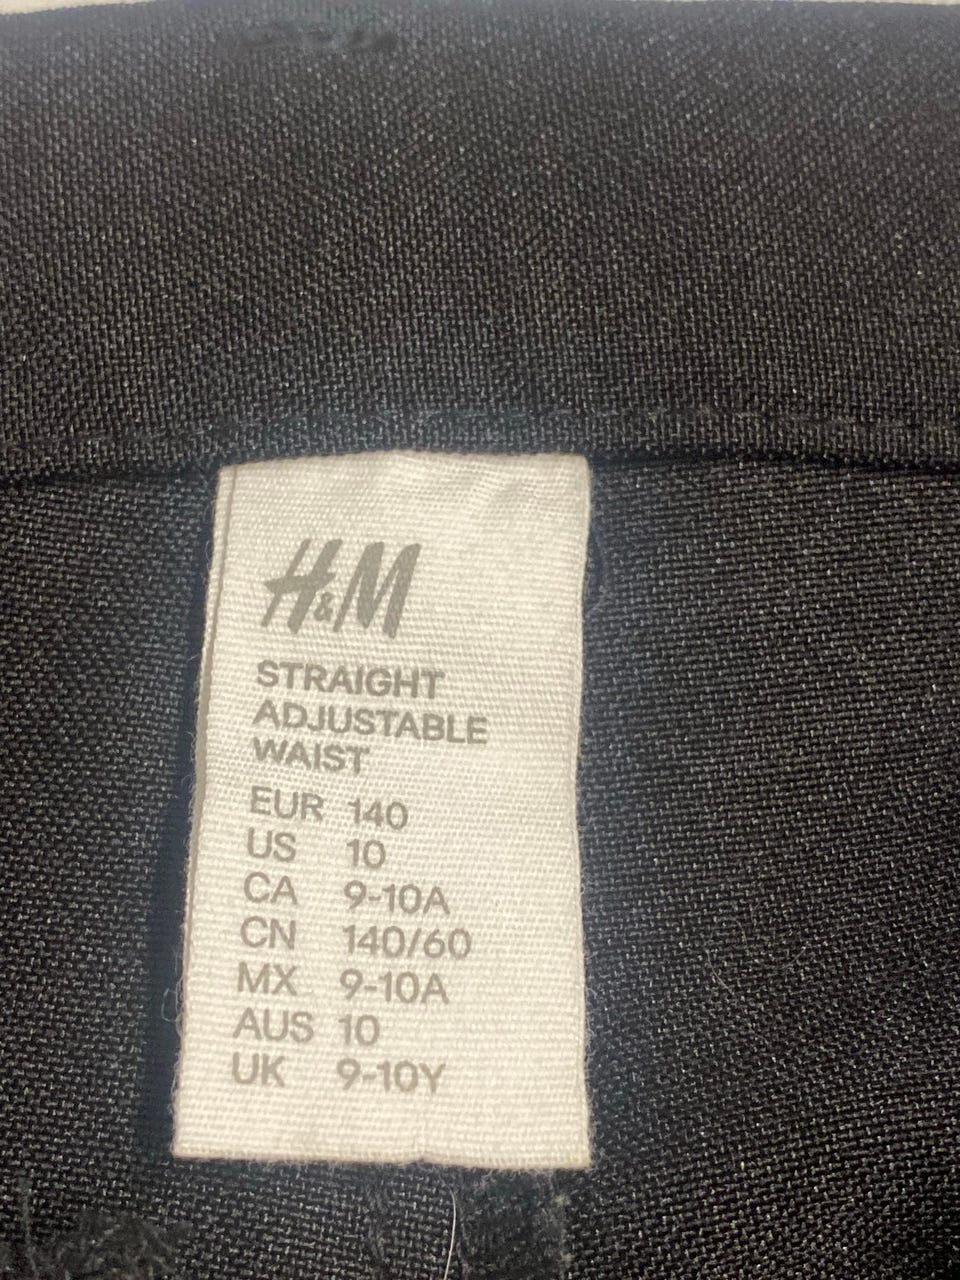 H&M
STRAIGHT
ADJUSTABLE
WAIST
EUR 140
US 10
CA 9-10A
CN 140/60
MX 9-10A
AUS 10
UK 9-10Y